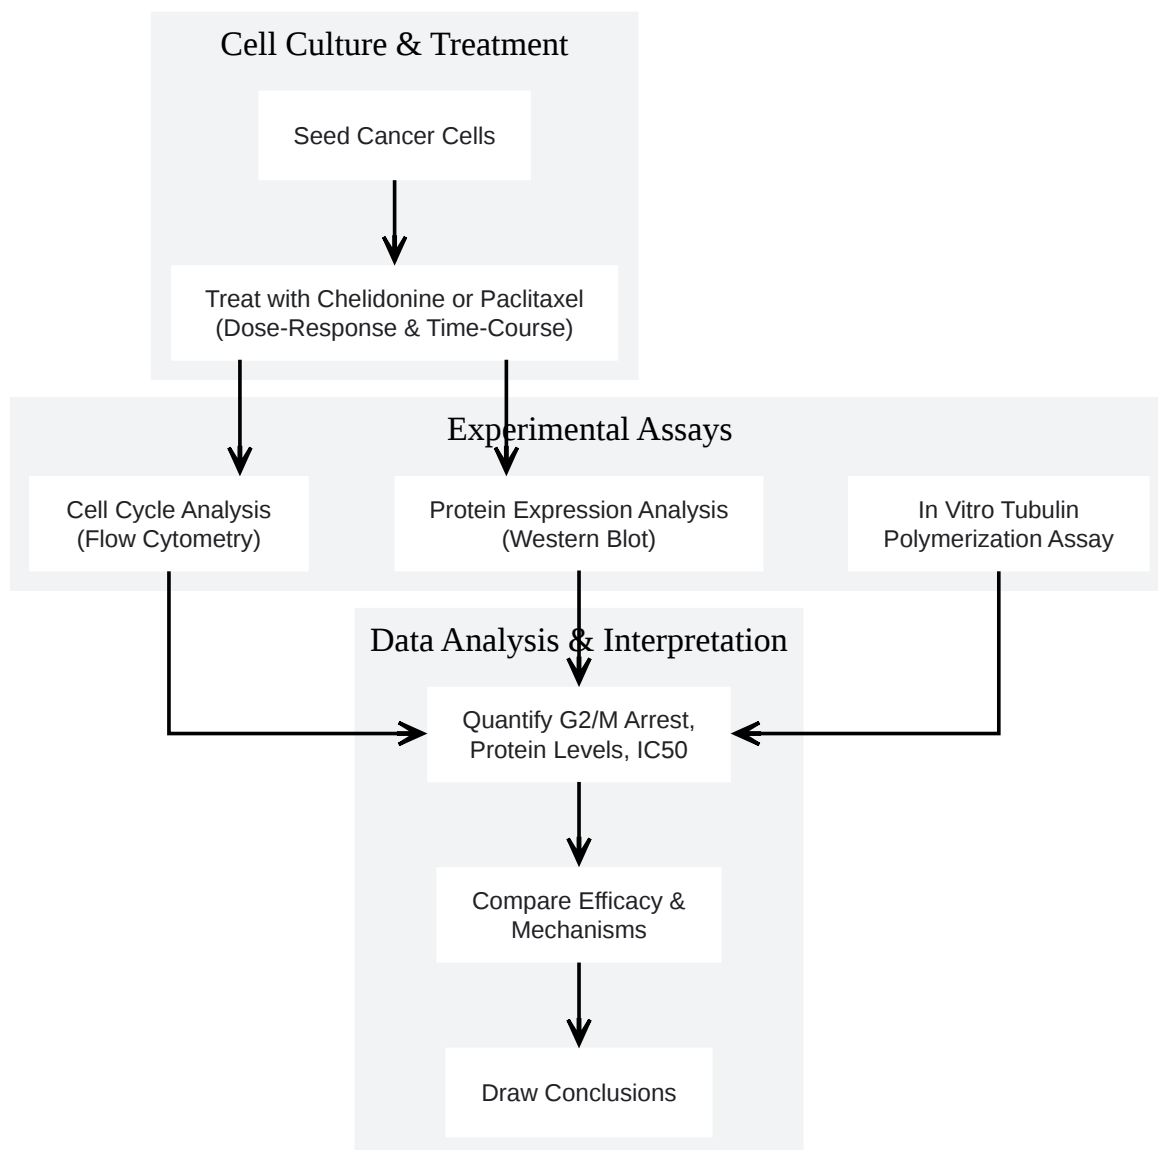 Cell Culture & Treatment
Seed Cancer Cells
Treat with Chelidonine or Paclitaxel
(Dose-Response & Time-Course)
Experimental Assays
Cell Cycle Analysis
(Flow Cytometry)
Protein Expression Analysis
(Western Blot)
In Vitro Tubulin
Polymerization Assay
Data Analysis & Interpretation
Quantify G2/M Arrest,
Protein Levels, IC50
Compare Efficacy &
Mechanisms
Draw Conclusions